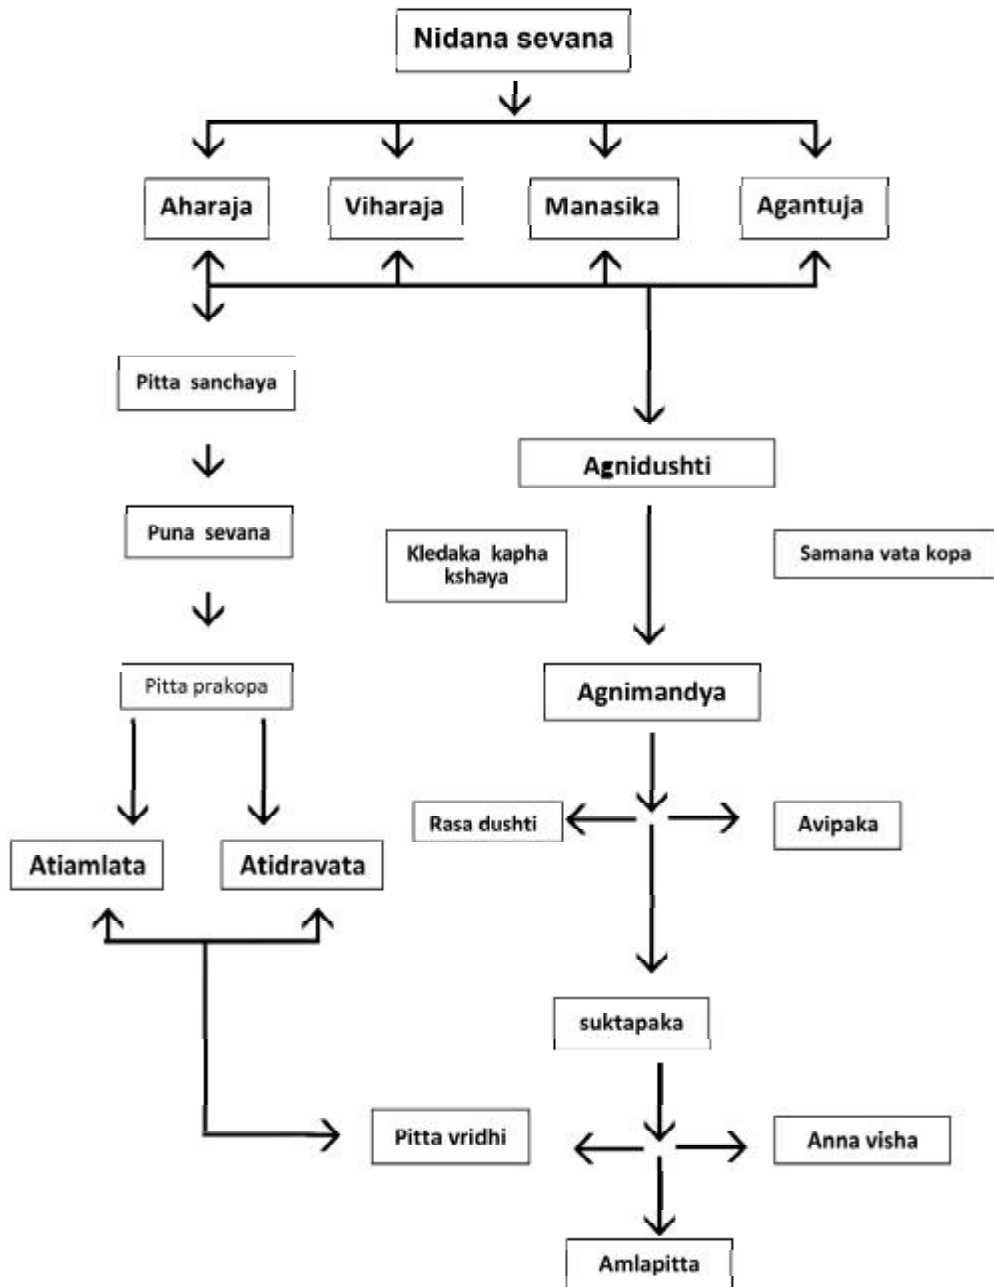 Nidana sevana
Aharaja
Viharaja
Manasika
Agantuja
Pitta sanchaya
Agnidushti
Puna sevana
Kledaka kapha
kshaya
Samana vata kopa
Pitta prakopa
Agnimandya
Rasa dushti
Avipaka
Atiamlata
Atidravata
suktapaka
Pitta vridhi
Anna visha
Amlapitta